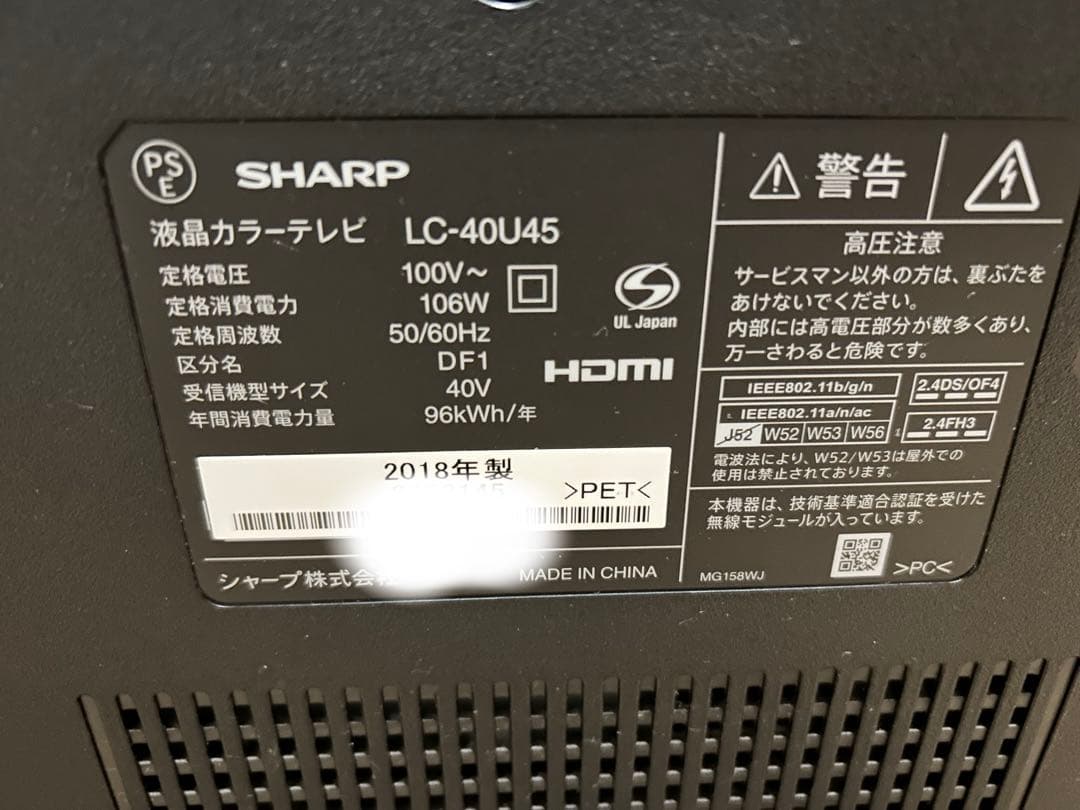 PSE
SHARP
液晶カラーテレビ LC-40U45
定格電圧 100V～
定格消費電力 106W
定格周波数 50/60Hz
区分名 DF1
受信機型サイズ 40V
年間消費電力量 96kWh/年
UL Japan
HDMI
2018年製
>PET<
シャープ株式会
MADE IN CHINA
警告
高圧注意
サービスマン以外の方は、裏ぶたを
あけないでください。
内部には高電圧部分が数多くあり、
万一さわると危険です。
IEEE802.11b/g/n
2.4DS/OF4
IEEE802.11a/n/ac
J52 W52 W53 W56
2.4FH3
電波法により、W52/W53は屋外での
使用は禁止されております。
本機器は、技術基準適合認証を受けた
無線モジュールが入っています。
MG158WJ
>PC<